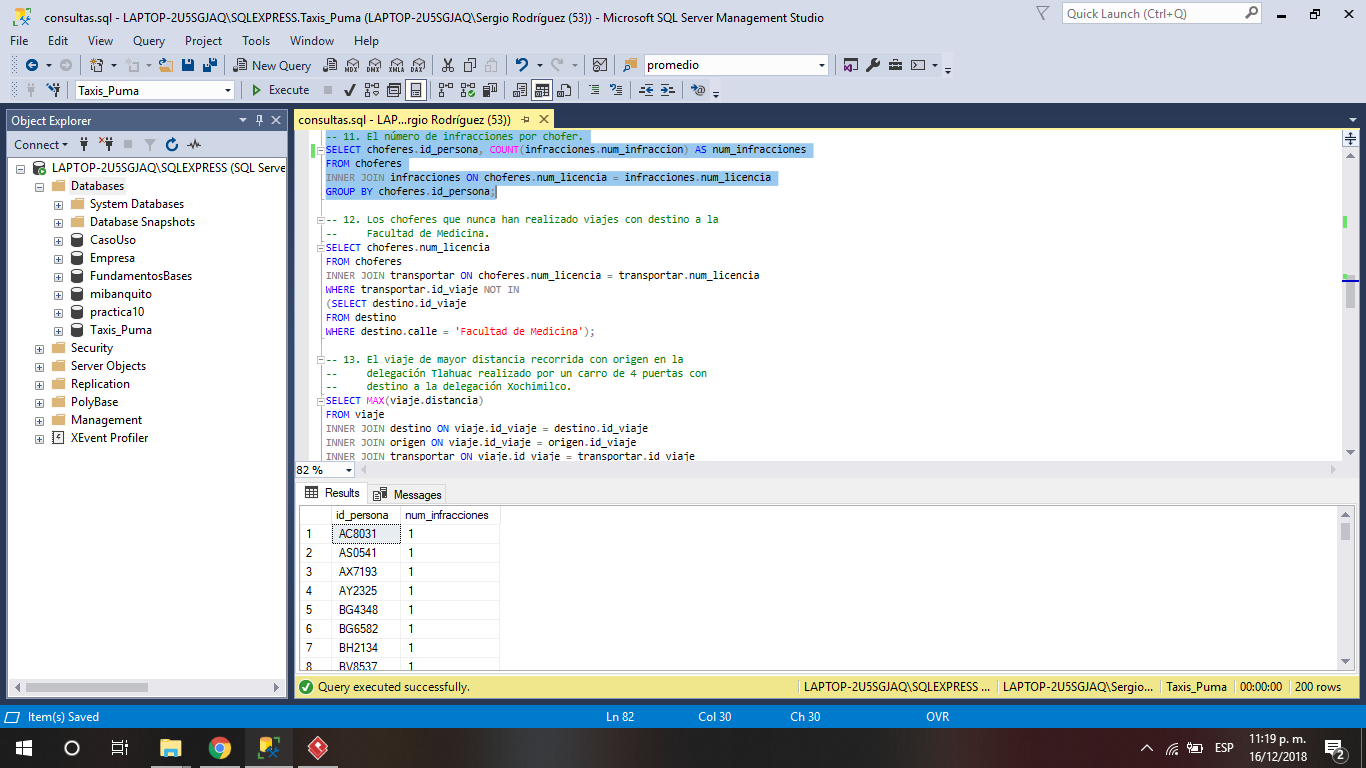 consultas.sql - LAPTOP-2U5SGJAQ\SQLEXPRESS.Taxis_Puma (LAPTOP-2U5SGJAQ\Sergio Rodríguez (53)) - Microsoft SQL Server Management Studio
Quick Launch (Ctrl+Q)
File Edit View Query Project Tools Window Help
New Query MDX DMX XMLA DAX promedio
Taxis_Puma Execute
Object Explorer
Connect
LAPTOP-2U5SGJAQ\SQLEXPRESS (SQL Serve
Databases
System Databases
Database Snapshots
CasoUso
Empresa
FundamentosBases
mibanquito
practica10
Taxis_Puma
Security
Server Objects
Replication
PolyBase
Management
XEvent Profiler
consultas.sql - LAP...rgio Rodríguez (53))
-- 11. El número de infracciones por chofer.
SELECT choferes.id_persona, COUNT(infracciones.num_infraccion) AS num_infracciones
FROM choferes
INNER JOIN infracciones ON choferes.num_licencia = infracciones.num_licencia
GROUP BY choferes.id_persona;
-- 12. Los choferes que nunca han realizado viajes con destino a la
-- Facultad de Medicina.
SELECT choferes.num_licencia
FROM choferes
INNER JOIN transportar ON choferes.num_licencia = transportar.num_licencia
WHERE transportar.id_viaje NOT IN
(SELECT destino.id_viaje
FROM destino
WHERE destino.calle = 'Facultad de Medicina');
-- 13. El viaje de mayor distancia recorrida con origen en la
-- delegación Tlahuac realizado por un carro de 4 puertas con
-- destino a la delegación Xochimilco.
SELECT MAX(viaje.distancia)
FROM viaje
INNER JOIN destino ON viaje.id_viaje = destino.id_viaje
INNER JOIN origen ON viaje.id_viaje = origen.id_viaje
INNER JOIN transportar ON viaje.id_viaje = transportar.id_viaje
82 %
Results Messages
id_persona num_infracciones
1 AC8031 1
2 AS0541 1
3 AX7193 1
4 AY2325 1
5 BG4348 1
6 BG6582 1
7 BH2134 1
8 BV8537 1
Query executed successfully. LAPTOP-2U5SGJAQ\SQLEXPRESS ... LAPTOP-2U5SGJAQ\Sergio... Taxis_Puma 00:00:00 200 rows
Item(s) Saved Ln 82 Col 30 Ch 30 OVR
ESP 11:19 p. m.
16/12/2018
2